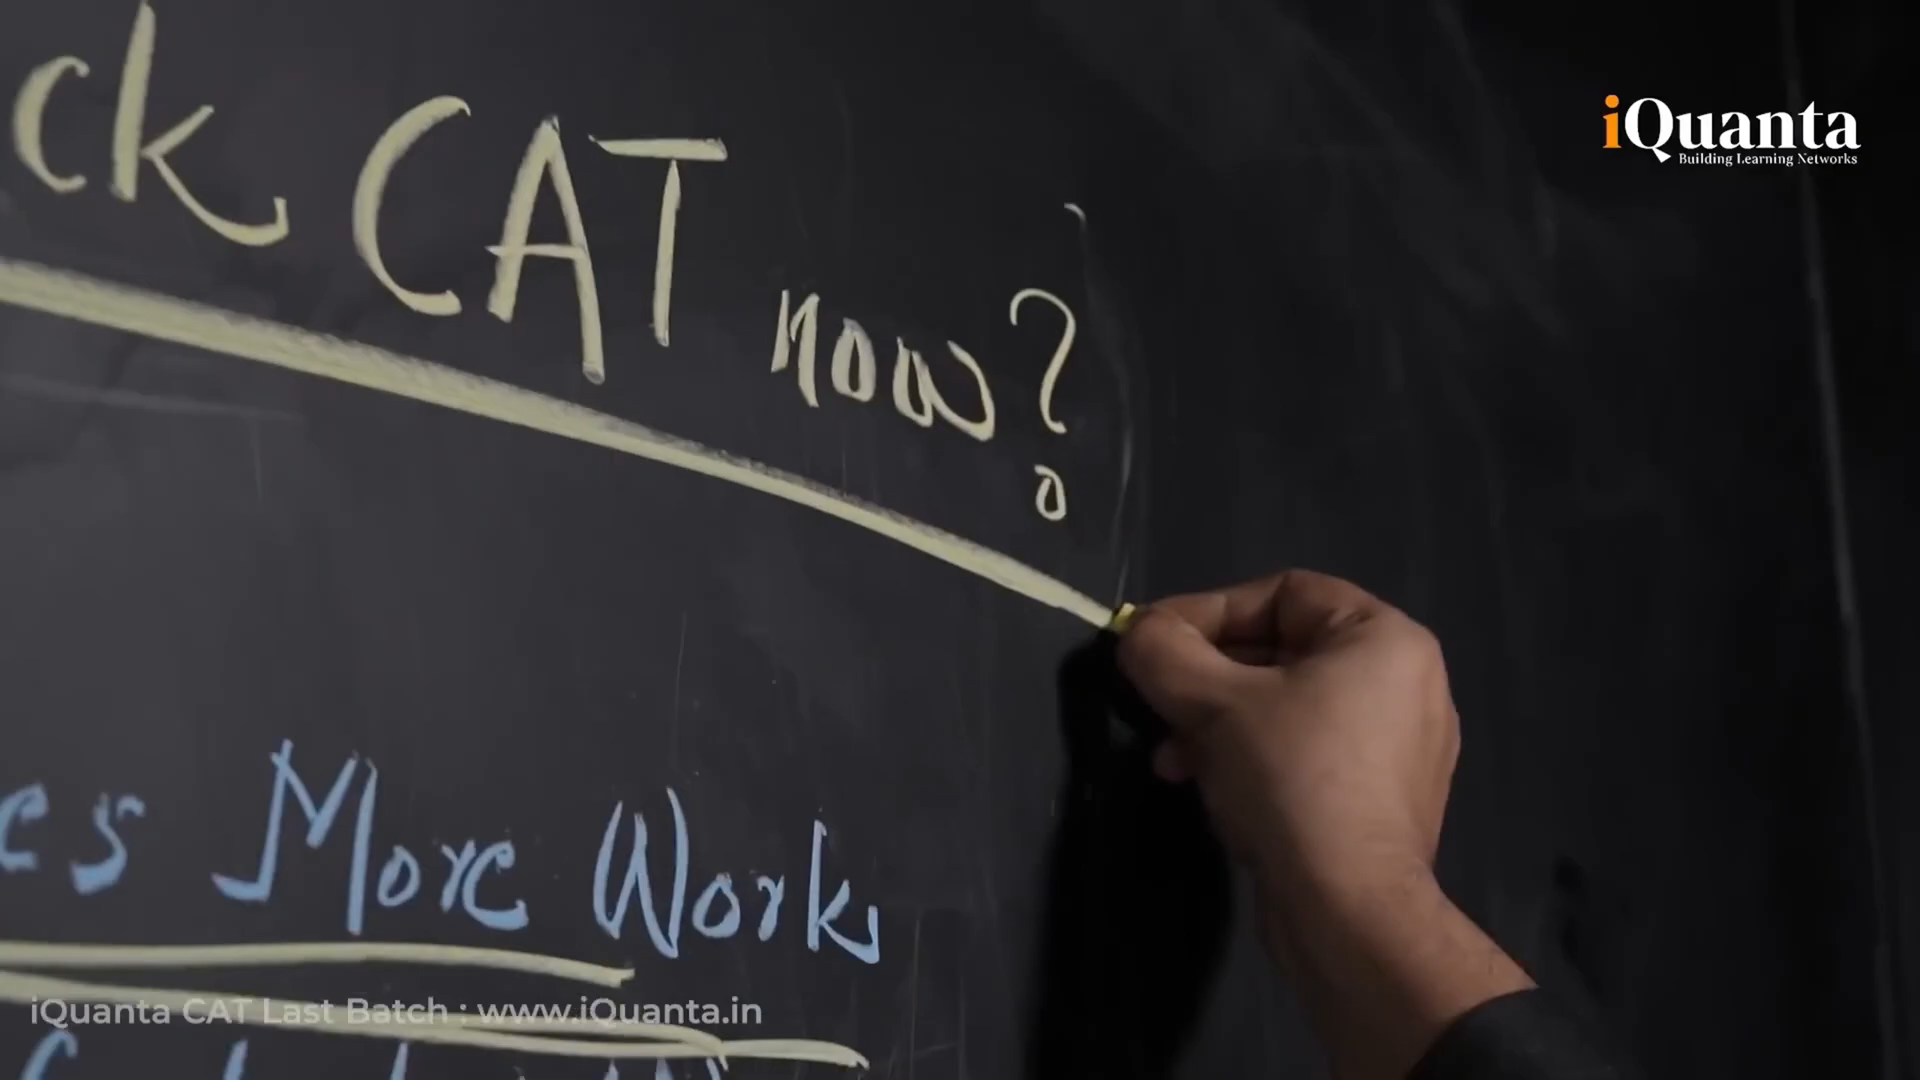 ck CAT now?
es More Work
iQuanta
Building Learning Networks
iQuanta CAT Last Batch : www.iQuanta.in